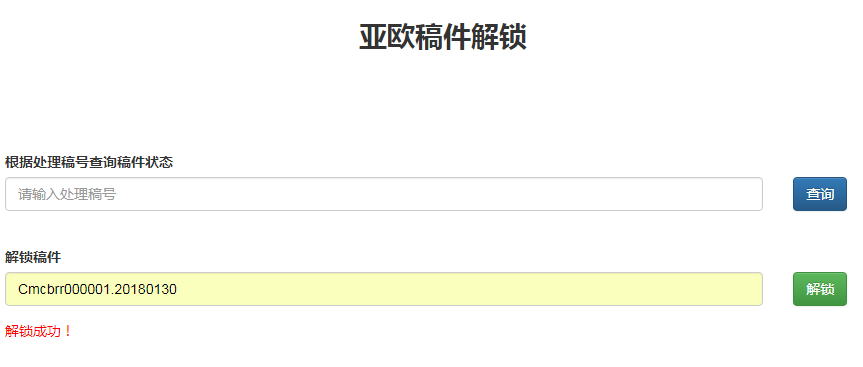 亚欧稿件解锁
根据处理稿号查询稿件状态
请输入处理稿号
查询
解锁稿件
Cmcbrr000001.20180130
解锁
解锁成功！